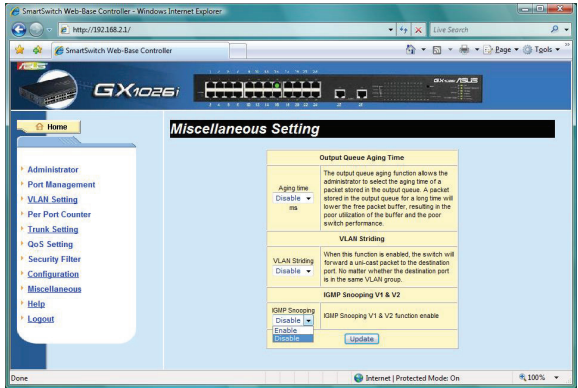 SmartSwitch Web-Base Controller - Windows Internet Explorer
http://192.168.2.1/
Live Search
SmartSwitch Web-Base Controller
Page
Tools
GX1026i
Home
Miscellaneous Setting
Administrator
Port Management
VLAN Setting
Per Port Counter
Trunk Setting
QoS Setting
Security Filter
Configuration
Miscellaneous
Help
Logout
Output Queue Aging Time
Aging time
Disable
ms
The output queue aging function allows the
administrator to select the aging time of a
packet stored in the output queue. A packet
stored in the output queue for a long time will
lower the free packet buffer, resulting in the
poor utilization of the buffer and the poor
switch performance.
VLAN Striding
VLAN Striding
Disable
When this function is enabled, the switch will
forward a uni-cast packet to the destination
port. No matter whether the destination port
is in the same VLAN group.
IGMP Snooping V1 & V2
IGMP Snooping
Disable
Enable
Disable
IGMP Snooping V1 & V2 function enable
Update
Done
Internet | Protected Mode: On
100%